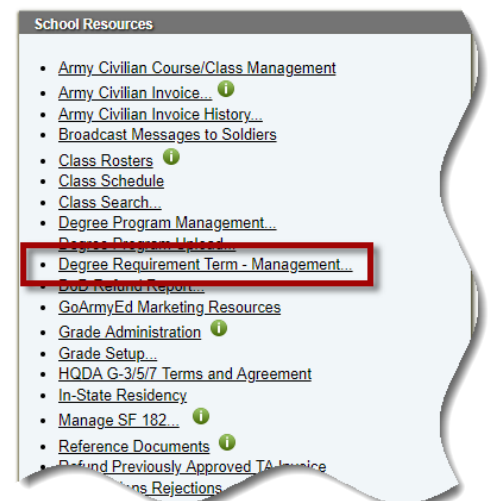 School Resources
Army Civilian Course/Class Management
Army Civilian Invoice...
Army Civilian Invoice History...
Broadcast Messages to Soldiers
Class Rosters
Class Schedule
Class Search...
Degree Program Management...
Degree Program Upload...
Degree Requirement Term - Management...
DoD Refund Report...
GoArmyEd Marketing Resources
Grade Administration
Grade Setup...
HQDA G-3/5/7 Terms and Agreement
In-State Residency
Manage SF 182...
Reference Documents
Refund Previously Approved TA Invoice
Rejections